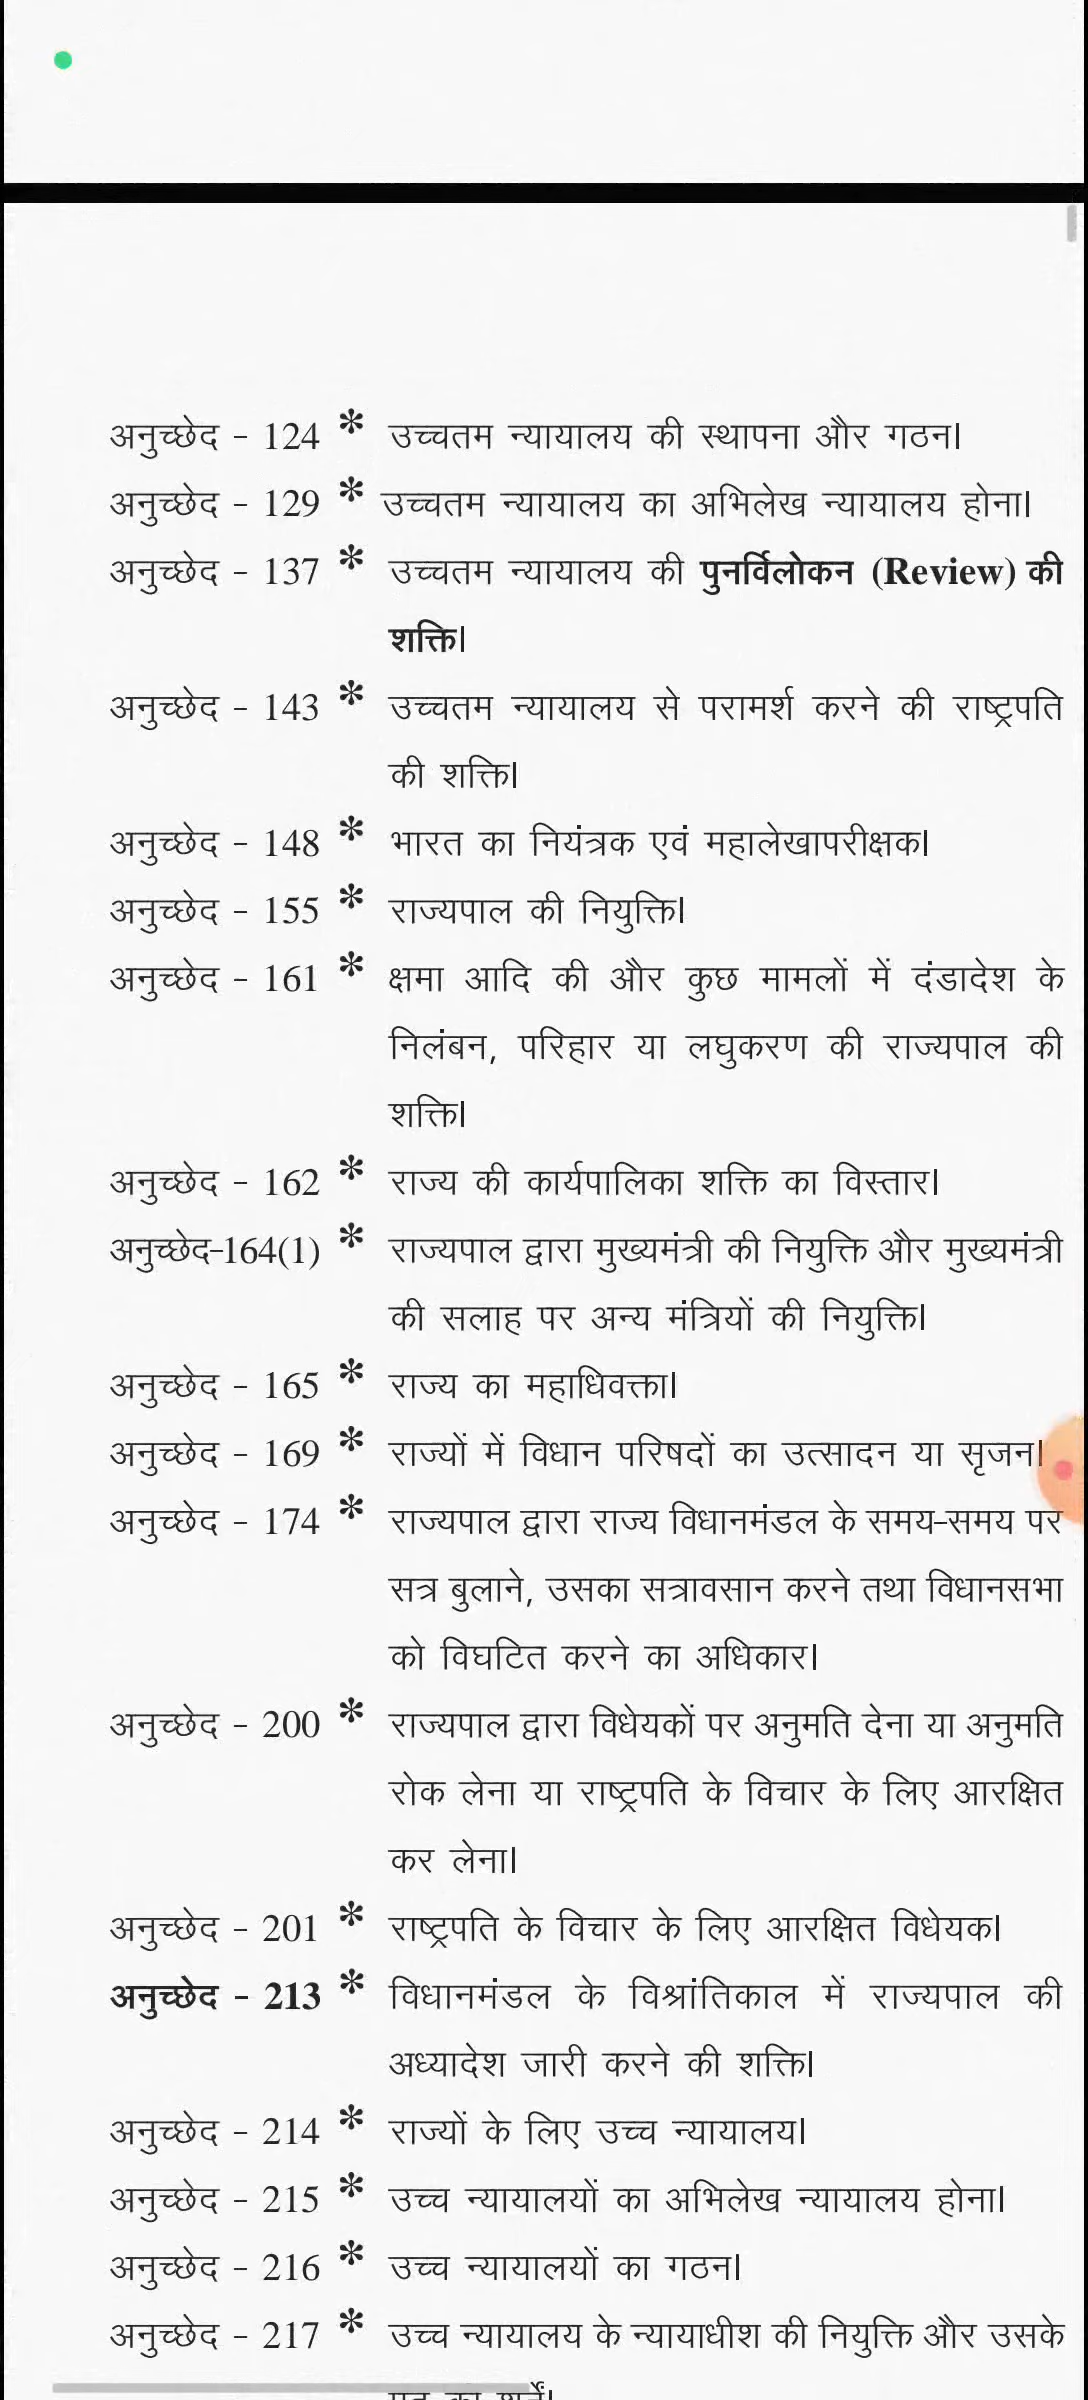 अनुच्छेद - 124 * उच्चतम न्यायालय की स्थापना और गठन।
अनुच्छेद - 129 * उच्चतम न्यायालय का अभिलेख न्यायालय होना।
अनुच्छेद - 137 * उच्चतम न्यायालय की पुनर्विलोकन (Review) की
शक्ति।
अनुच्छेद - 143 * उच्चतम न्यायालय से परामर्श करने की राष्ट्रपति
की शक्ति।
अनुच्छेद - 148 * भारत का नियंत्रक एवं महालेखापरीक्षक।
अनुच्छेद - 155 * राज्यपाल की नियुक्ति।
अनुच्छेद - 161 * क्षमा आदि की और कुछ मामलों में दंडादेश के
निलंबन, परिहार या लघुकरण की राज्यपाल की
शक्ति।
अनुच्छेद - 162 * राज्य की कार्यपालिका शक्ति का विस्तार।
अनुच्छेद-164(1) * राज्यपाल द्वारा मुख्यमंत्री की नियुक्ति और मुख्यमंत्री
की सलाह पर अन्य मंत्रियों की नियुक्ति।
अनुच्छेद - 165 * राज्य का महाधिवक्ता।
अनुच्छेद - 169 * राज्यों में विधान परिषदों का उत्सादन या सृजन।
अनुच्छेद - 174 * राज्यपाल द्वारा राज्य विधानमंडल के समय-समय पर
सत्र बुलाने, उसका सत्रावसान करने तथा विधानसभा
को विघटित करने का अधिकार।
अनुच्छेद - 200 * राज्यपाल द्वारा विधेयकों पर अनुमति देना या अनुमति
रोक लेना या राष्ट्रपति के विचार के लिए आरक्षित
कर लेना।
अनुच्छेद - 201 * राष्ट्रपति के विचार के लिए आरक्षित विधेयक।
अनुच्छेद - 213 * विधानमंडल के विश्रांतिकाल में राज्यपाल की
अध्यादेश जारी करने की शक्ति।
अनुच्छेद - 214 * राज्यों के लिए उच्च न्यायालय।
अनुच्छेद - 215 * उच्च न्यायालयों का अभिलेख न्यायालय होना।
अनुच्छेद - 216 * उच्च न्यायालयों का गठन।
अनुच्छेद - 217 * उच्च न्यायालय के न्यायाधीश की नियुक्ति और उसके